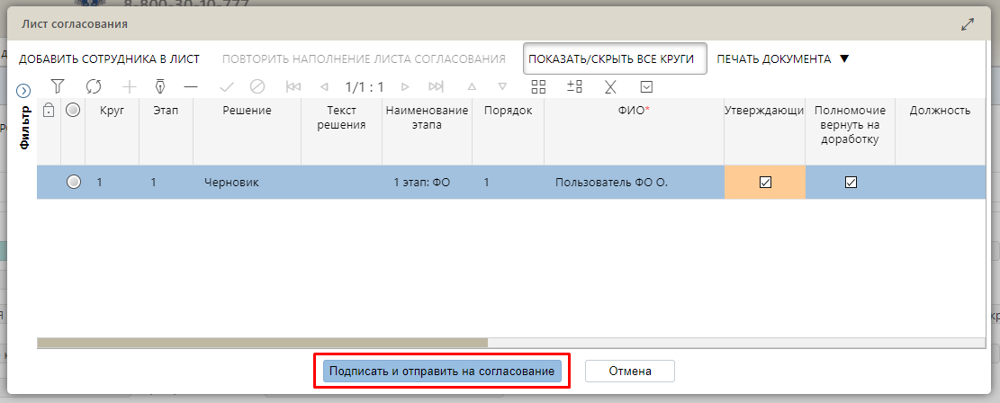 8-800-30-10-777
Лист согласования
ДОБАВИТЬ СОТРУДНИКА В ЛИСТ ПОВТОРИТЬ НАПОЛНЕНИЕ ЛИСТА СОГЛАСОВАНИЯ ПОКАЗАТЬ/СКРЫТЬ ВСЕ КРУГИ ПЕЧАТЬ ДОКУМЕНТА
1/1 : 1
Фильтр
Круг Этап Решение Текст Наименование Порядок ФИО* Утверждающи Полномочие Должность
решения этапа вернуть на
доработку
1 1 Черновик 1 этап: ФО 1 Пользователь ФО О.
Подписать и отправить на согласование Отмена